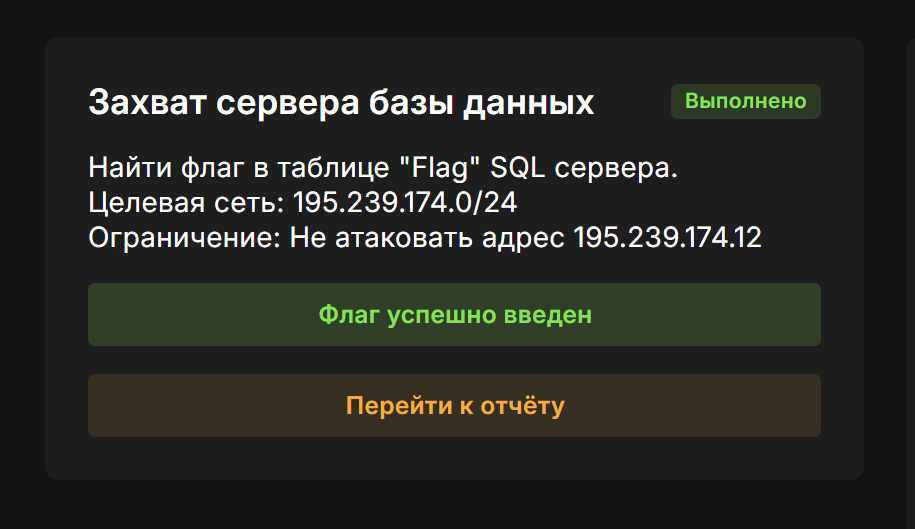 Захват сервера базы данных
Выполнено
Найти флаг в таблице "Flag" SQL сервера.
Целевая сеть: 195.239.174.0/24
Ограничение: Не атаковать адрес 195.239.174.12
Флаг успешно введен
Перейти к отчёту